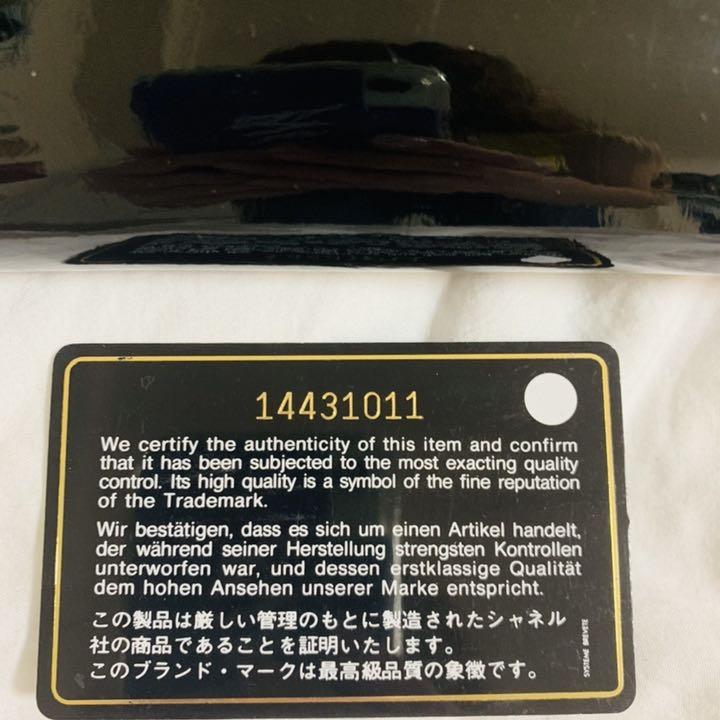 14431011
We certify the authenticity of this item and confirm
that it has been subjected to the most exacting quality
control. Its high quality is a symbol of the fine reputation
of the Trademark.
Wir bestätigen, dass es sich um einen Artikel handelt,
der während seiner Herstellung strengsten Kontrollen
unterworfen war, und dessen erstklassige Qualität
dem hohen Ansehen unserer Marke entspricht.
この製品は厳しい管理のもとに製造されたシャネル
社の商品であることを証明いたします。
このブランド・マークは最高級品質の象徴です。
SYSTEME BREVETE